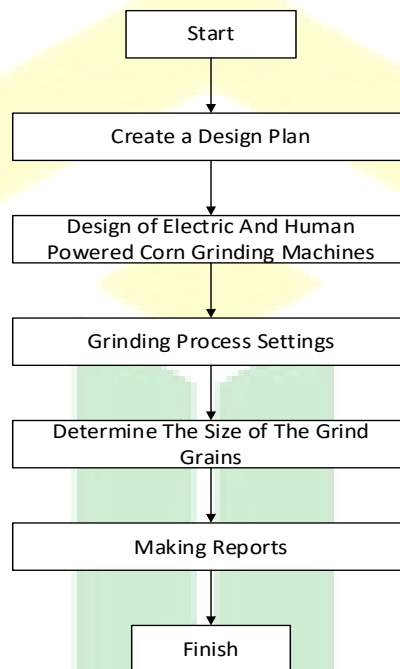 Start
Create a Design Plan
Design of Electric And Human
Powered Corn Grinding Machines
Grinding Process Settings
Determine The Size of The Grind
Grains
Making Reports
Finish